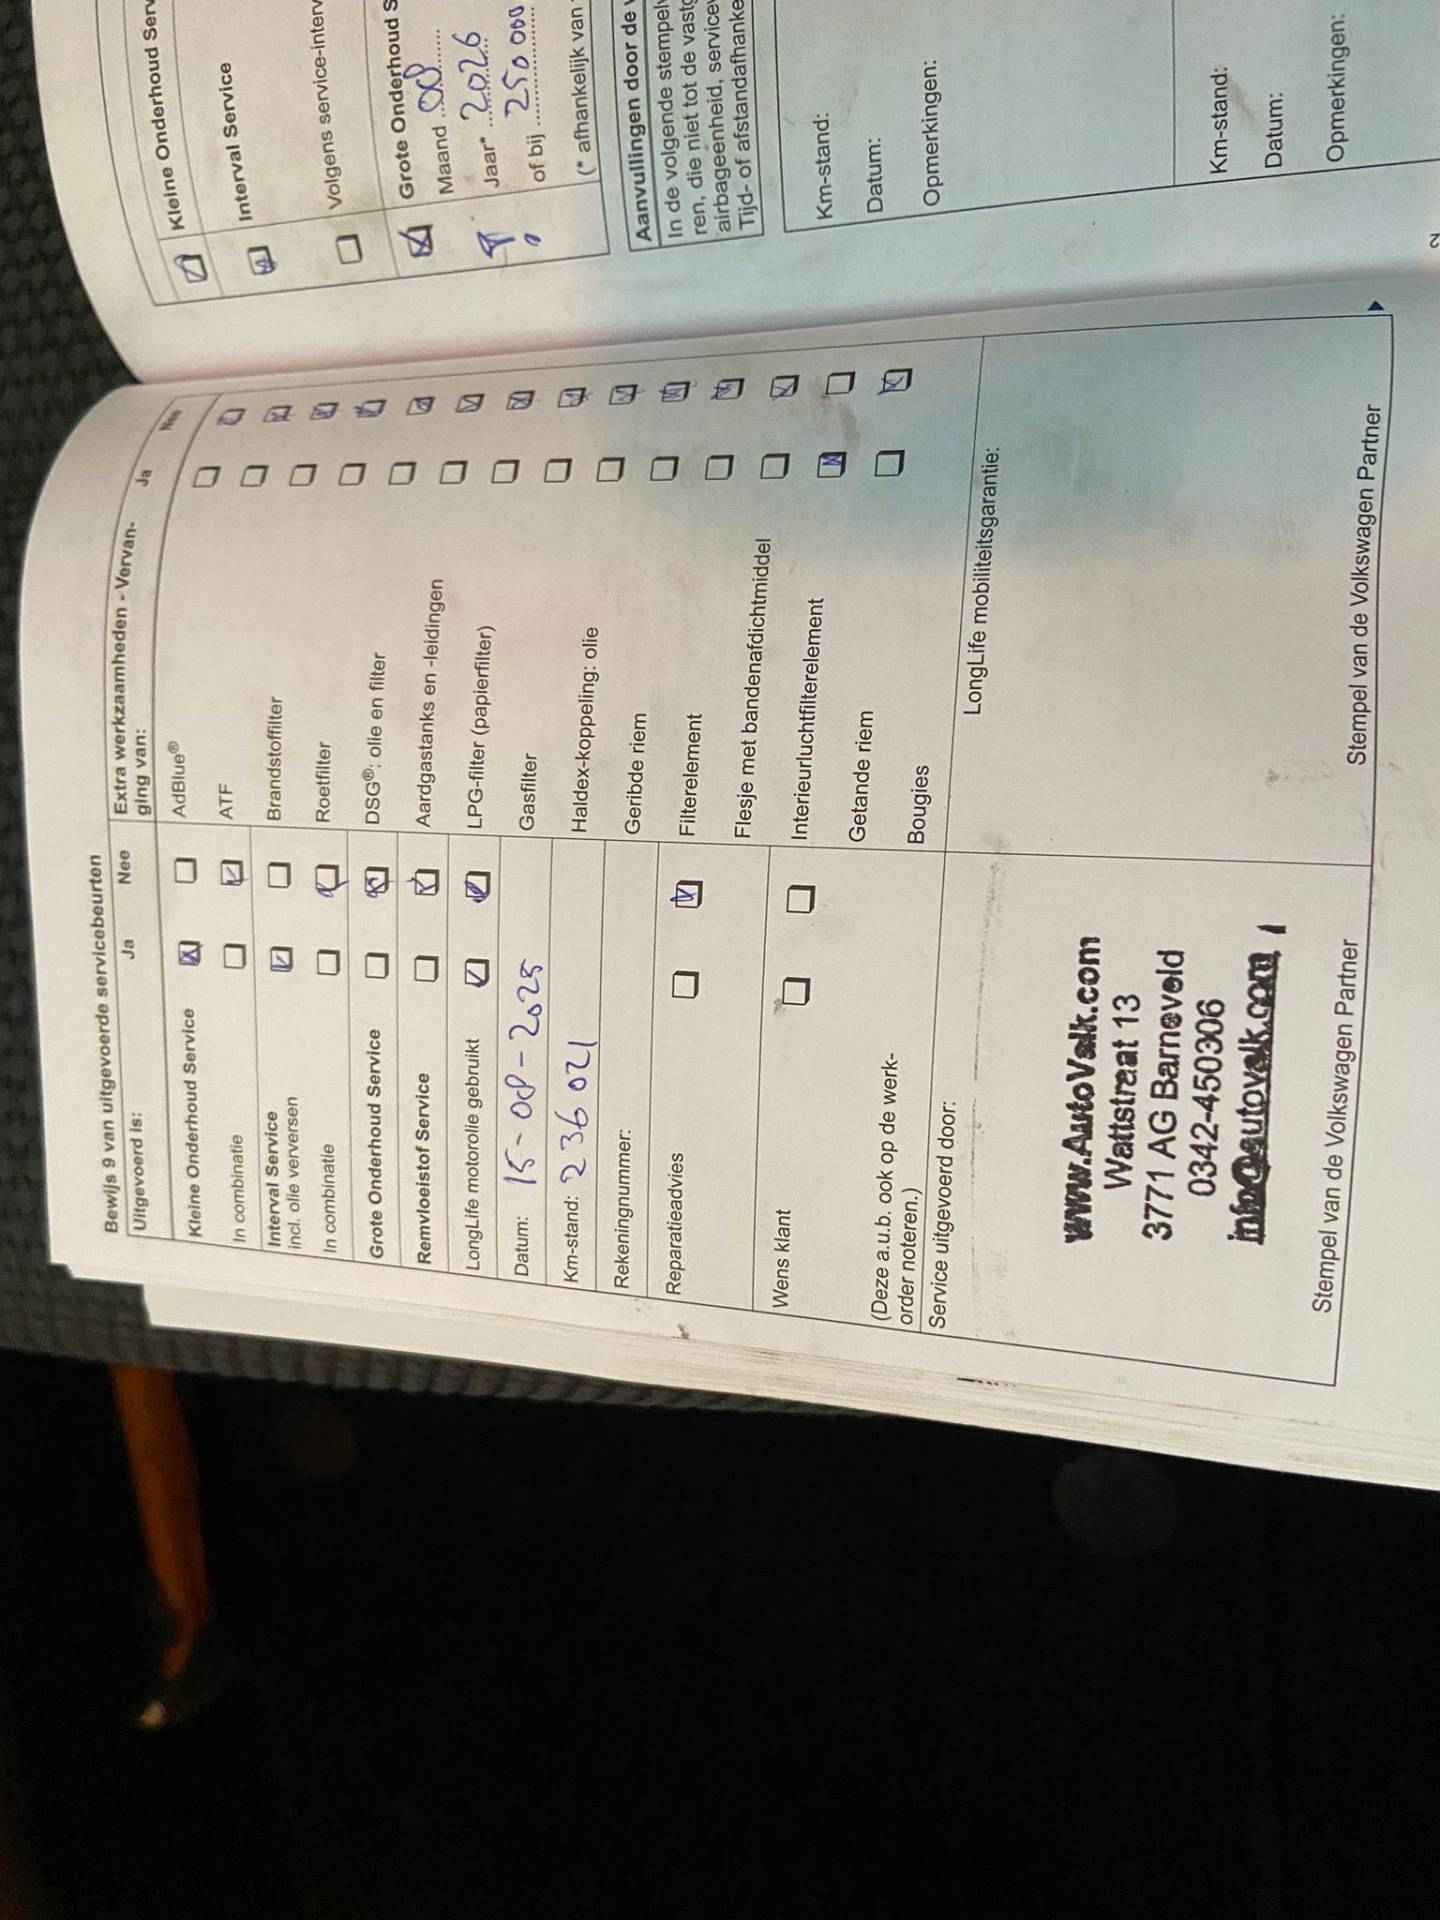 Bewijs 9 van uitgevoerde servicebeurten
Uitgevoerd is:
Ja
Nee
Kleine Onderhoud Service
In combinatie
Interval Service
incl. olie verversen
In combinatie
Grote Onderhoud Service
Remvloeistof Service
LongLife motorolie gebruikt
Datum: 15-08-2025
Km-stand: 236021
Rekeningnummer:
Reparatieadvies
Wens klant
(Deze a.u.b. ook op de werk-
order noteren.)
Service uitgevoerd door:
www.AutoValk.com
Wattstraat 13
3771 AG Barneveld
0342-450306
info@autovalk.com
Stempel van de Volkswagen Partner
Extra werkzaamheden - Vervan-
ging van:
Ja
Nee
AdBlue®
ATF
Brandstoffilter
Roetfilter
DSG®: olie en filter
Aardgastanks en -leidingen
LPG-filter (papierfilter)
Gasfilter
Haldex-koppeling: olie
Geribde riem
Filterelement
Flesje met bandenafdichtmiddel
Interieurluchtfilterelement
Getande riem
Bougies
LongLife mobiliteitsgarantie:
Stempel van de Volkswagen Partner
Kleine Onderhoud Serv
Interval Service
Volgens service-interv
Grote Onderhoud S
Maand 08
Jaar* 2026
of bij 250 000
(* afhankelijk van
Aanvullingen door de
In de volgende stempel
ren, die niet tot de vastg
airbageenheid, service
Tijd- of afstandafhanke
Km-stand:
Datum:
Opmerkingen:
Km-stand:
Datum:
Opmerkingen: